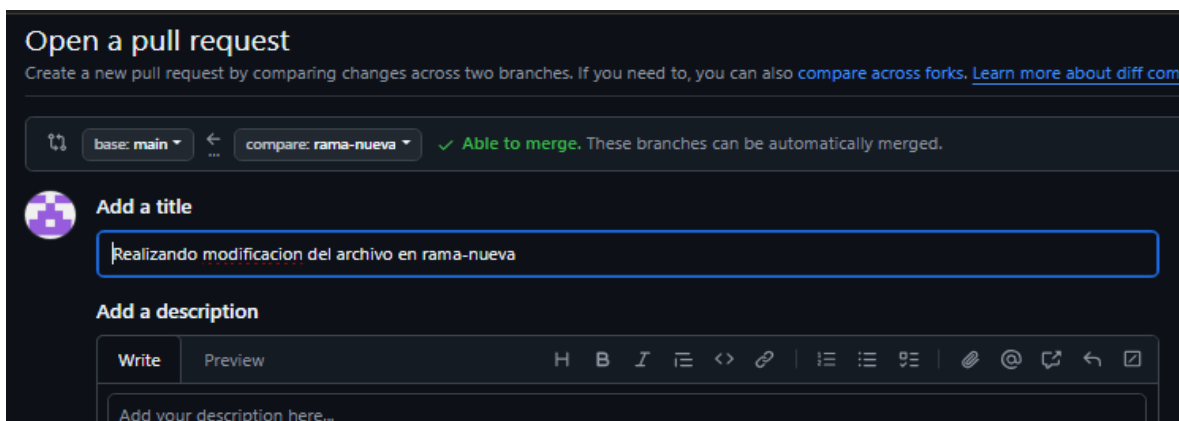 Open a pull request
Create a new pull request by comparing changes across two branches. If you need to, you can also compare across forks. Learn more about diff com
base: main compare: rama-nueva Able to merge. These branches can be automatically merged.
Add a title
Realizando modificacion del archivo en rama-nueva
Add a description
Write Preview H B I
Add your description here...